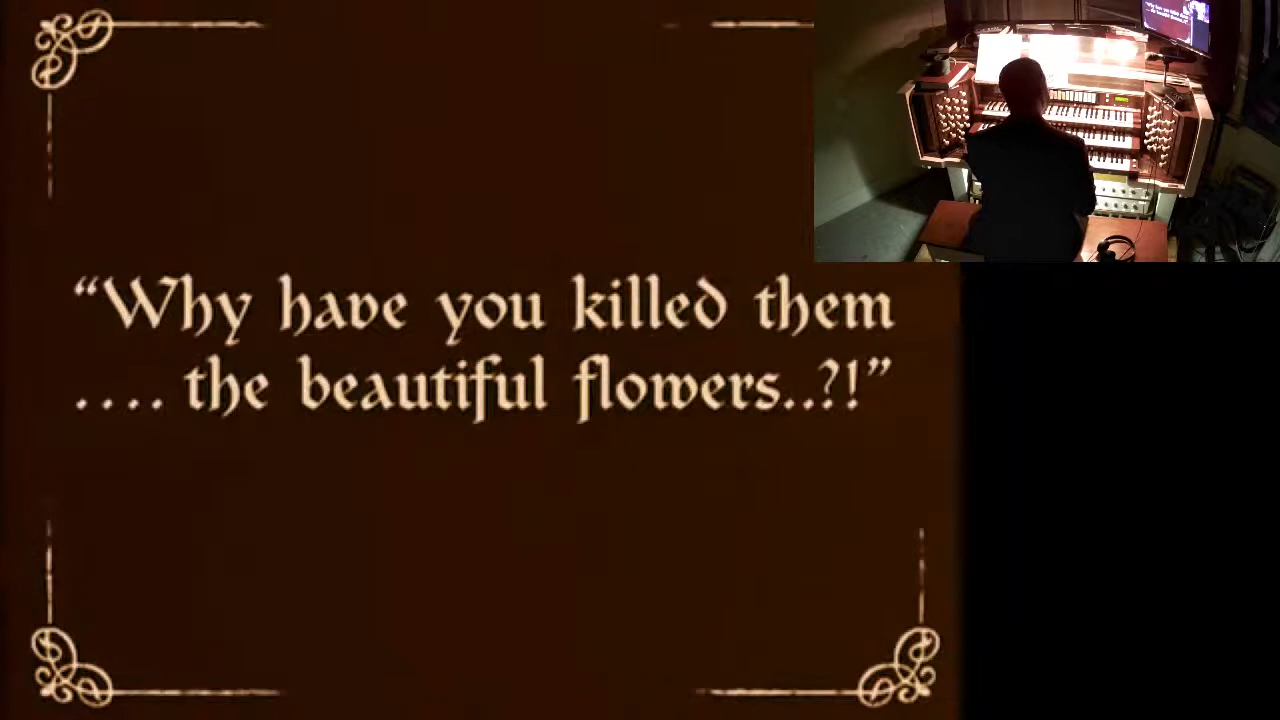 “Why have you killed them
.... the beautiful flowers..?!”